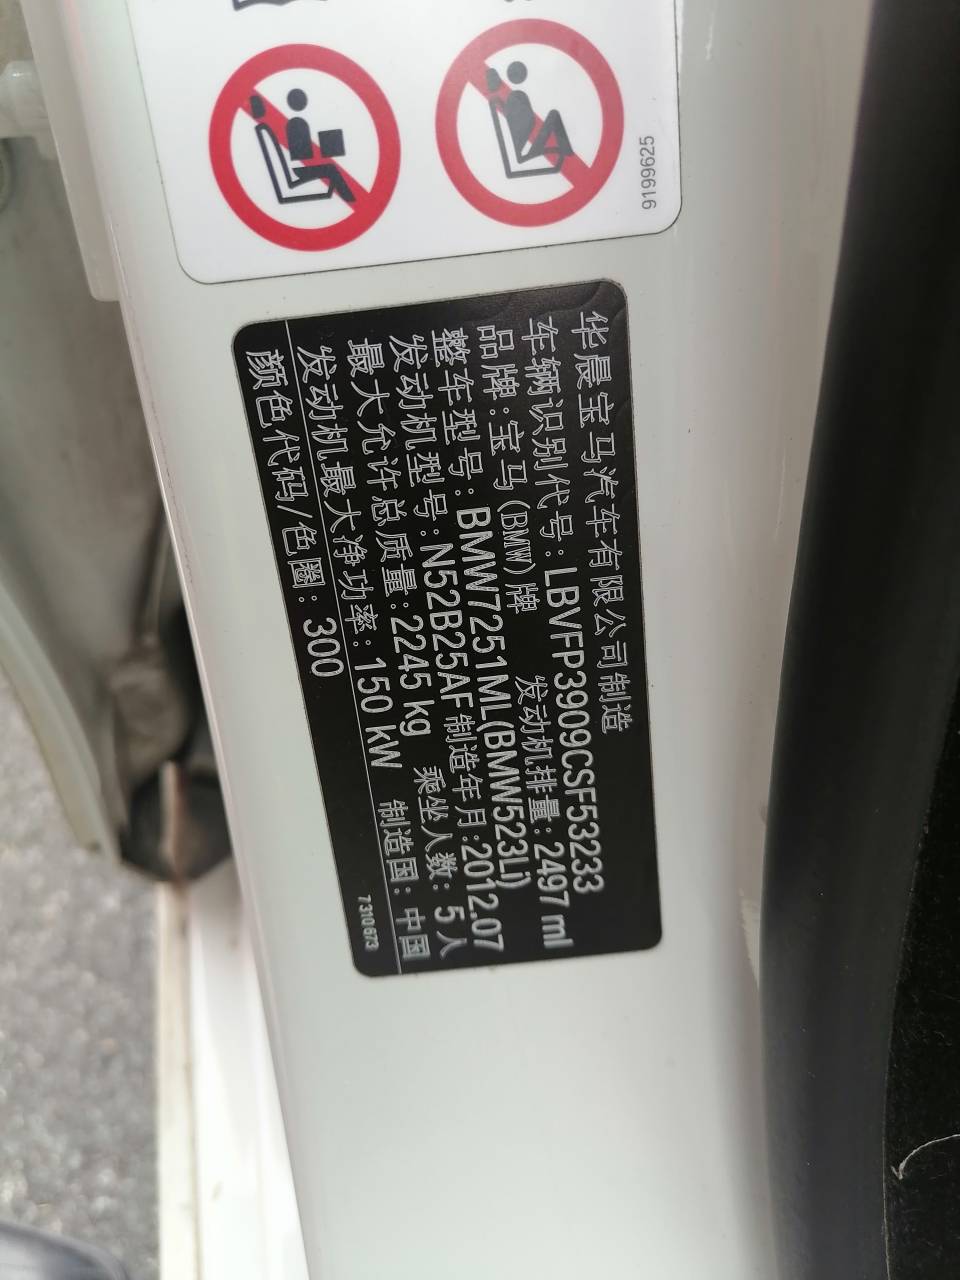 9199625
华晨宝马汽车有限公司制造
车辆识别代号:LBVFP3909CSF53233
品牌:宝马(BMW)牌 发动机排量:2497 ml
整车型号:BMW7251ML(BMW523Li)
发动机型号:N52B25AF 制造年月:2012.07
最大允许总质量:2245 kg 乘坐人数: 5人
发动机最大净功率:150 kW 制造国: 中国
颜色代码/色圈: 300
7310673